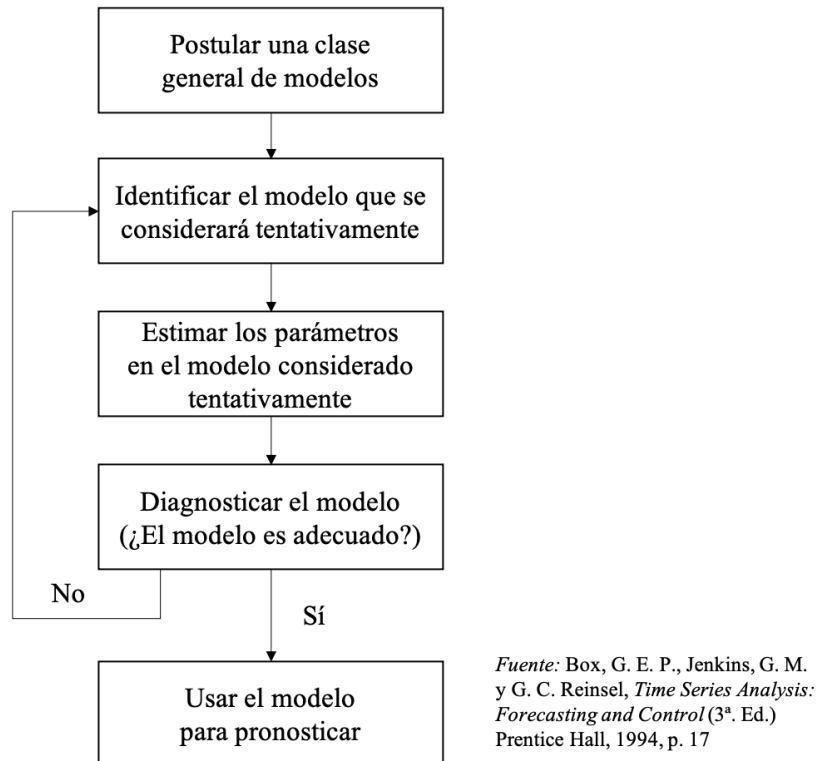 Postular una clase
general de modelos
Identificar el modelo que se
considerará tentativamente
Estimar los parámetros
en el modelo considerado
tentativamente
Diagnosticar el modelo
(¿El modelo es adecuado?)
No
Sí
Usar el modelo
para pronosticar
Fuente: Box, G. E. P., Jenkins, G. M.
y G. C. Reinsel, Time Series Analysis:
Forecasting and Control (3ª. Ed.)
Prentice Hall, 1994, p. 17